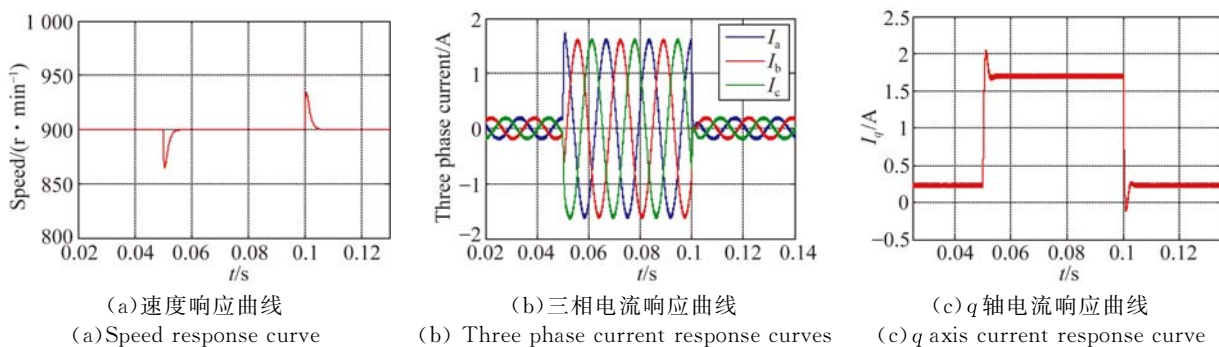 1 000
950
900
850
800
Speed/(r · min⁻¹)
0.02 0.04 0.06 0.08 0.1 0.12
t/s
(a)速度响应曲线
(a)Speed response curve
2
1
0
−1
−2
Three phase current/A
Ia
Ib
Ic
0.02 0.04 0.06 0.08 0.1 0.12 0.14
t/s
(b)三相电流响应曲线
(b) Three phase current response curves
2.5
2
1.5
1
0.5
0
−0.5
Iq/A
0.04 0.06 0.08 0.1 0.12
t/s
(c)q轴电流响应曲线
(c)q axis current response curve